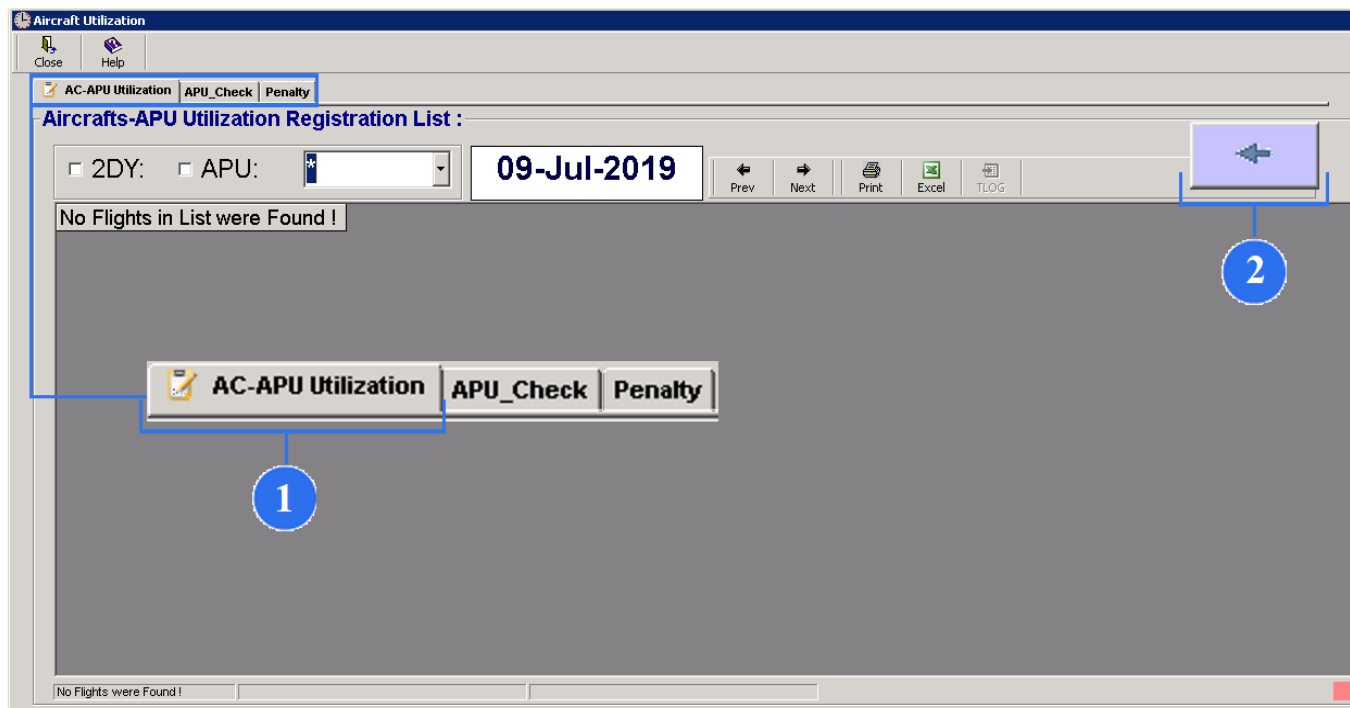 Aircraft Utilization
Close Help
AC-APU Utilization APU_Check Penalty
Aircrafts-APU Utilization Registration List :
2DY: APU: * 09-Jul-2019 Prev Next Print Excel TLOG
No Flights in List were Found !
2
AC-APU Utilization APU_Check Penalty
1
No Flights were Found !